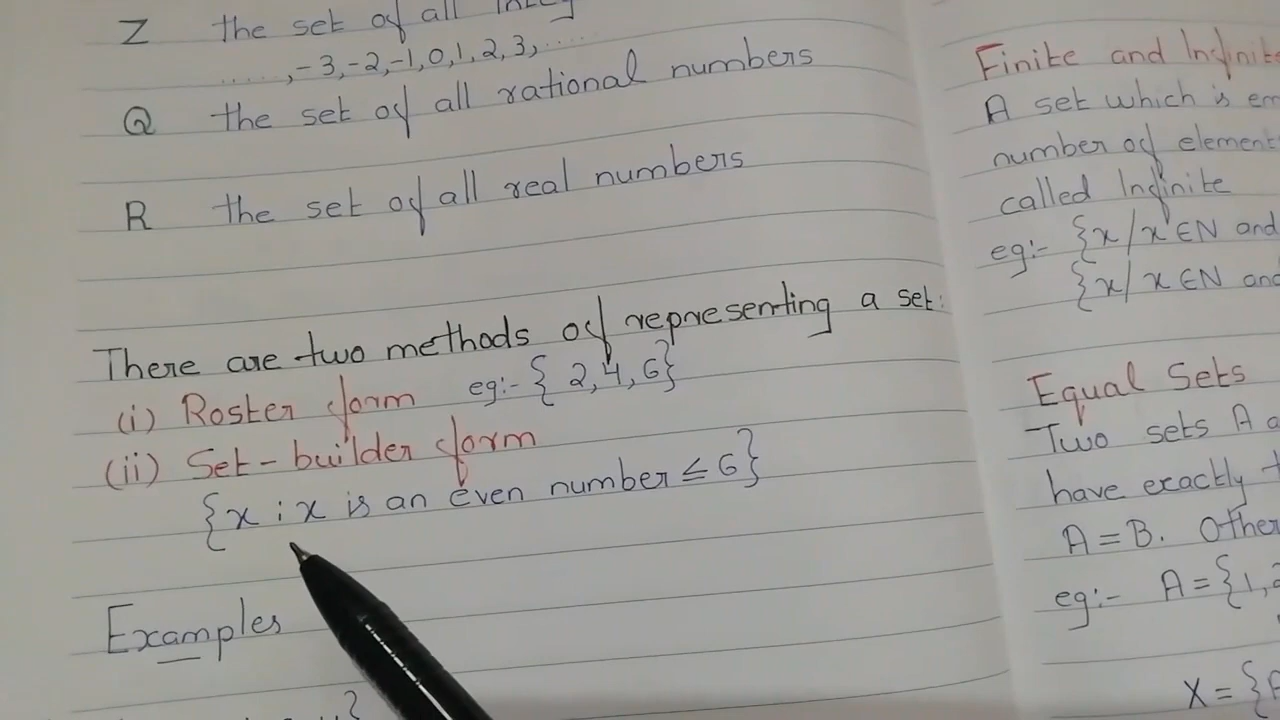 Z the set of all
....., -3, -2, -1, 0, 1, 2, 3, .....
Q the set of all rational numbers
R the set of all real numbers
There are two methods of representing a set:
(i) Roster form eg:- { 2, 4, 6}
(ii) Set-builder form
{x : x is an even number ≤ 6}
Examples
Finite and Infinite
A set which is
number of element
called Infinite
eg:- {x / x ∈ N and
{x / x ∈ N and
Equal Sets
Two sets A
have exactly
A = B. Other
eg:- A = {1,
X = {